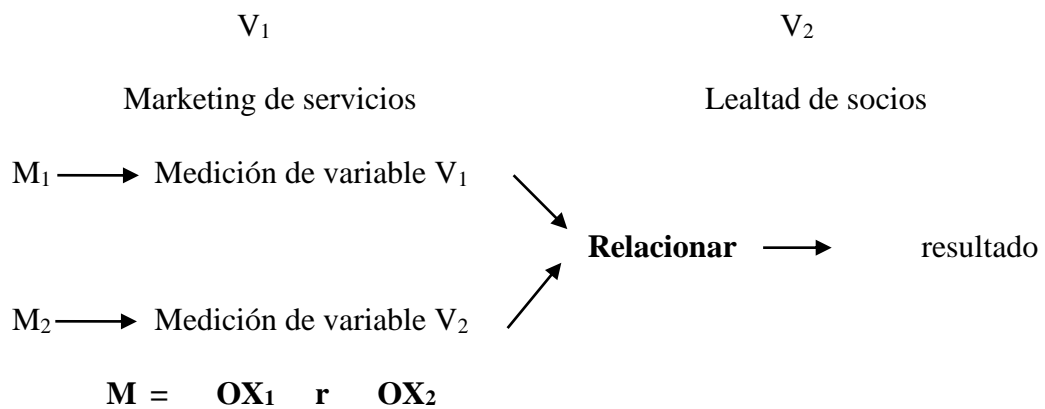 V₁ V₂
Marketing de servicios Lealtad de socios
M₁ Medición de variable V₁
Relacionar resultado
M₂ Medición de variable V₂
M = OX₁ r OX₂